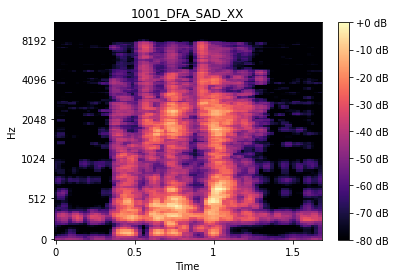 1001_DFA_SAD_XX
+0 dB
8192
-10 dB
4096
-20 dB
-30 dB
2048
Hz
-40 dB
1024
-50 dB
-60 dB
512
-70 dB
0
-80 dB
0
0.5
1
1.5
Time